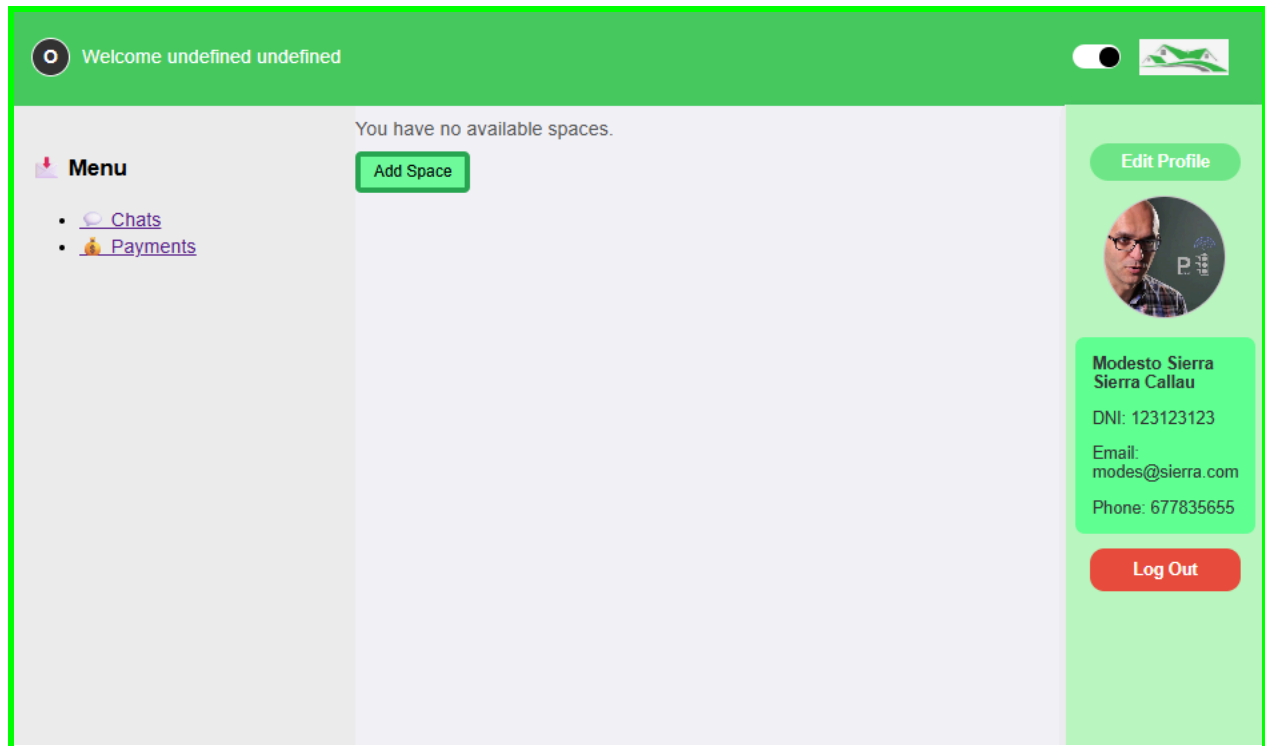 O Welcome undefined undefined
Menu
Chats
Payments
You have no available spaces.
Add Space
Edit Profile
P
Modesto Sierra
Sierra Callau
DNI: 123123123
Email:
modes@sierra.com
Phone: 677835655
Log Out